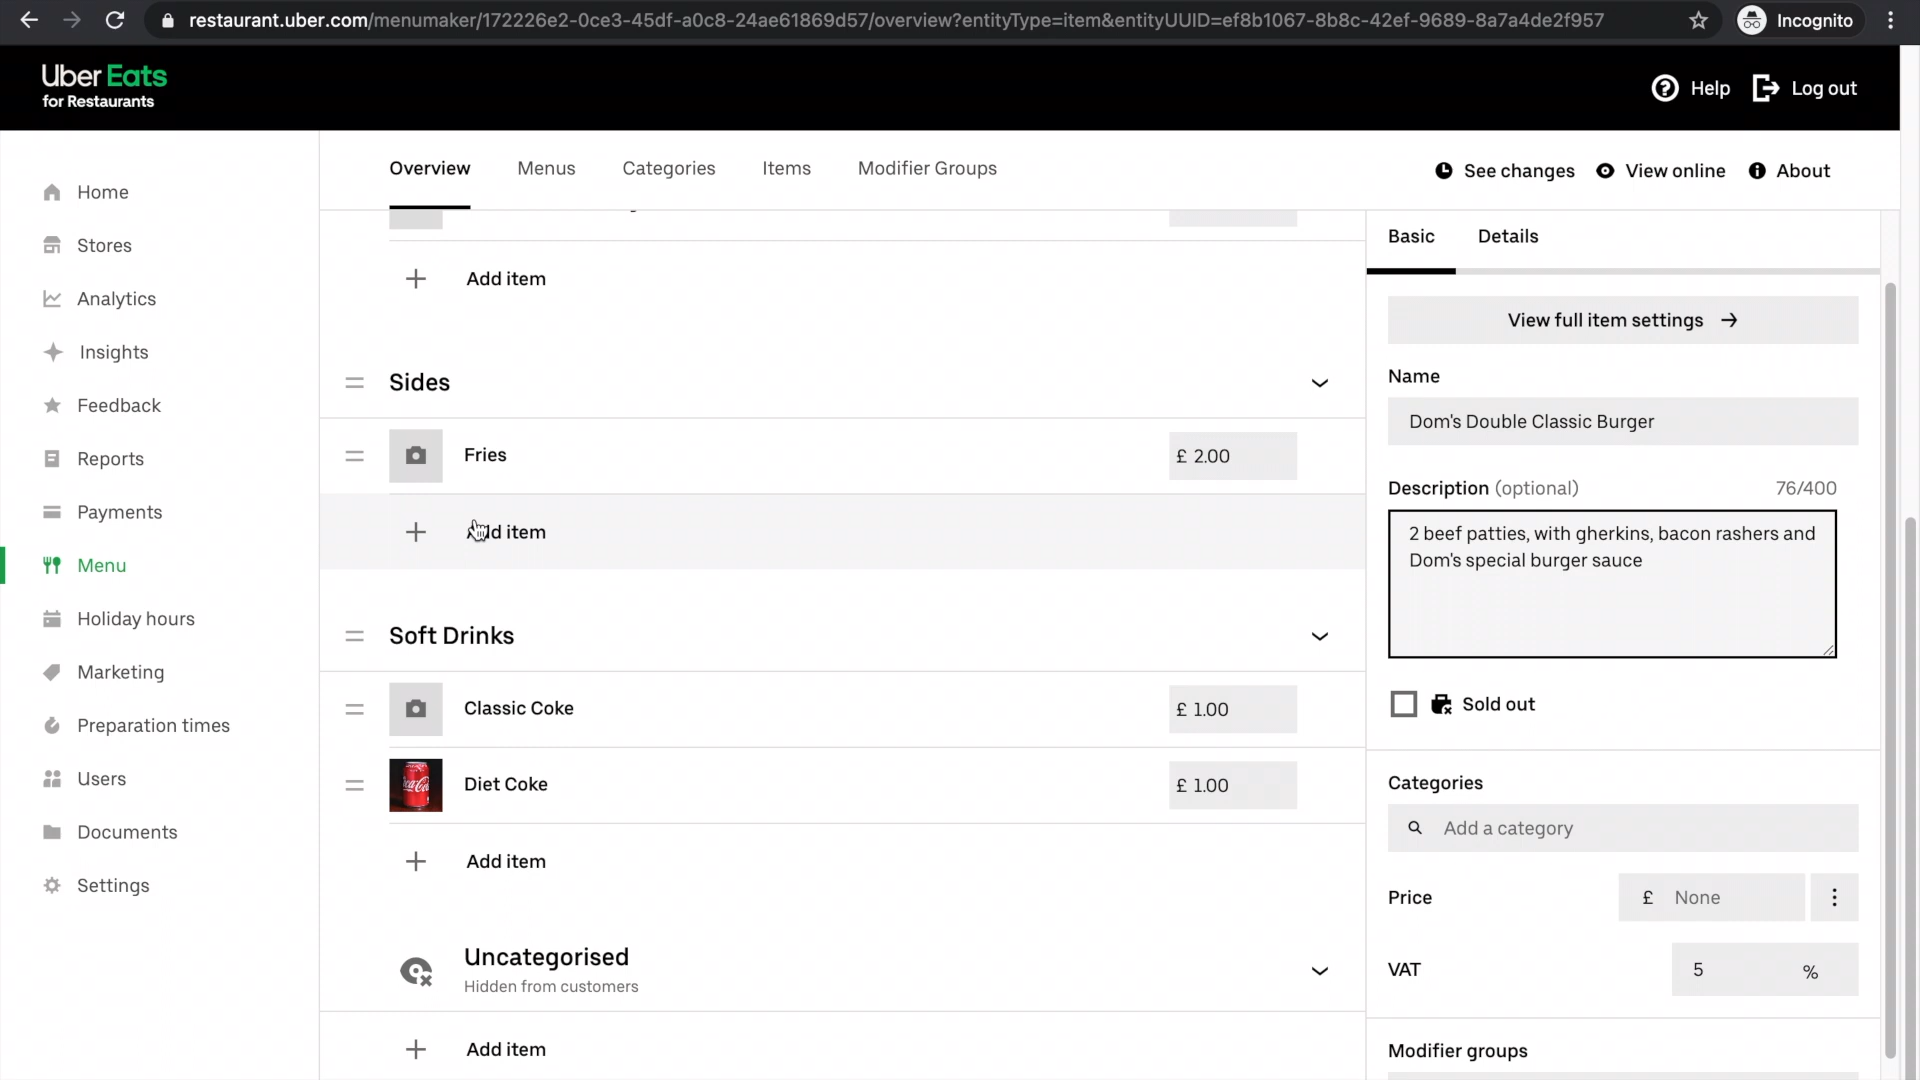 restaurant.uber.com/menumaker/172226e2-0ce3-45df-a0c8-24ae61869d57/overview?entityType=item&entityUUID=ef8b1067-8b8c-42ef-9689-8a7a4de2f957
Incognito
Uber Eats
for Restaurants
Help
Log out
Home
Stores
Analytics
Insights
Feedback
Reports
Payments
Menu
Holiday hours
Marketing
Preparation times
Users
Documents
Settings
Overview
Menus
Categories
Items
Modifier Groups
See changes
View online
About
Add item
Sides
Fries
£ 2.00
Add item
Soft Drinks
Classic Coke
£ 1.00
Diet Coke
£ 1.00
Add item
Uncategorised
Hidden from customers
Add item
Basic
Details
View full item settings →
Name
Dom's Double Classic Burger
Description (optional)
76/400
2 beef patties, with gherkins, bacon rashers and
Dom's special burger sauce
Sold out
Categories
Add a category
Price
£ None
VAT
5 %
Modifier groups